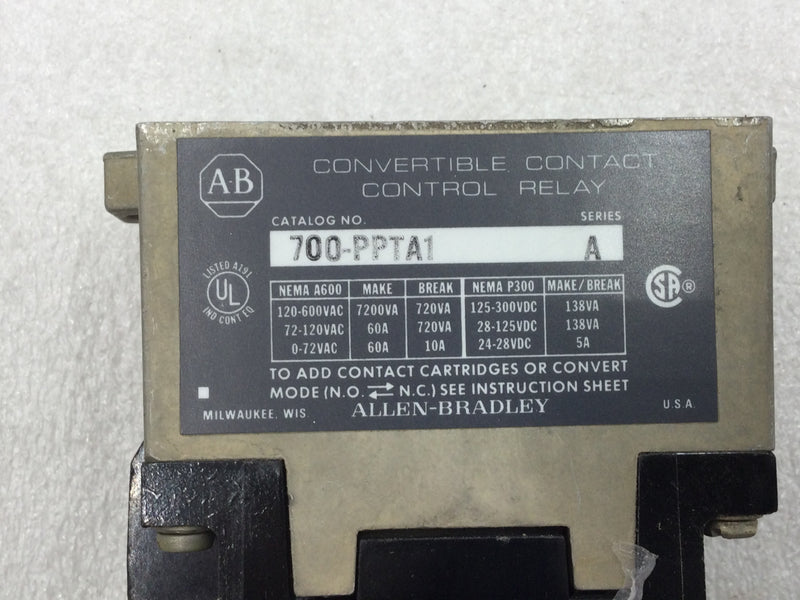 A-B
CONVERTIBLE CONTACT
CONTROL RELAY
CATALOG NO. SERIES
700-PPTA1 A
LISTED A191
UL
IND CONT EQ
SA ®
NEMA A600 MAKE BREAK NEMA P300 MAKE/BREAK
120-600VAC 7200VA 720VA 125-300VDC 138VA
72-120VAC 60A 720VA 28-125VDC 138VA
0-72VAC 60A 10A 24-28VDC 5A
TO ADD CONTACT CARTRIDGES OR CONVERT
MODE (N.O. ⇄ N.C.) SEE INSTRUCTION SHEET
MILWAUKEE, WIS. ALLEN-BRADLEY U.S.A.